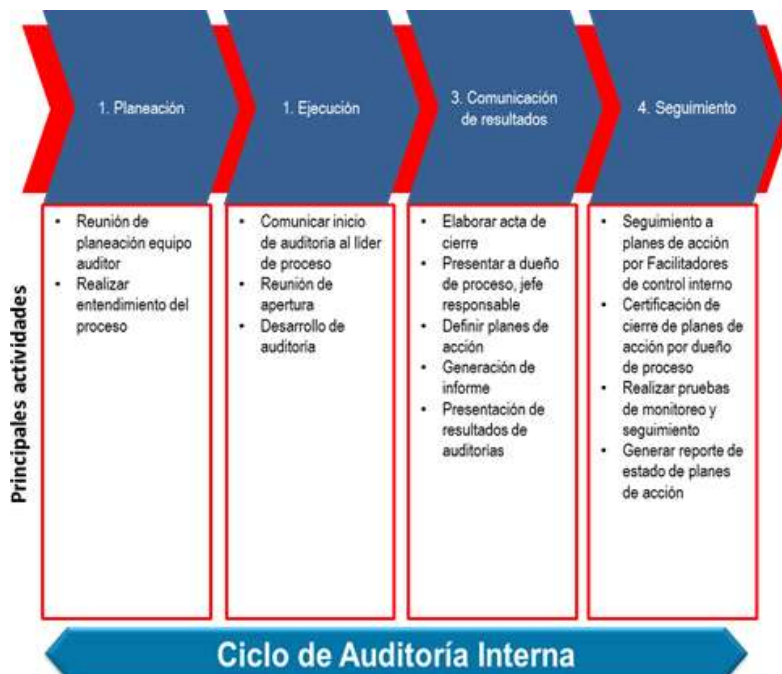 1. Planeación
1. Ejecución
3. Comunicación
de resultados
4. Seguimiento
Principales actividades
• Reunión de
planeación equipo
auditor
• Realizar
entendimiento del
proceso
• Comunicar inicio
de auditoría al líder
de proceso
• Reunión de
apertura
• Desarrollo de
auditoría
• Elaborar acta de
cierre
• Presentar a dueño
de proceso, jefe
responsable
• Definir planes de
acción
• Generación de
informe
• Presentación de
resultados de
auditorías
• Seguimiento a
planes de acción
por Facilitadores
de control interno
• Certificación de
cierre de planes de
acción por dueño
de proceso
• Realizar pruebas
de monitoreo y
seguimiento
• Generar reporte de
estado de planes
de acción
Ciclo de Auditoría Interna